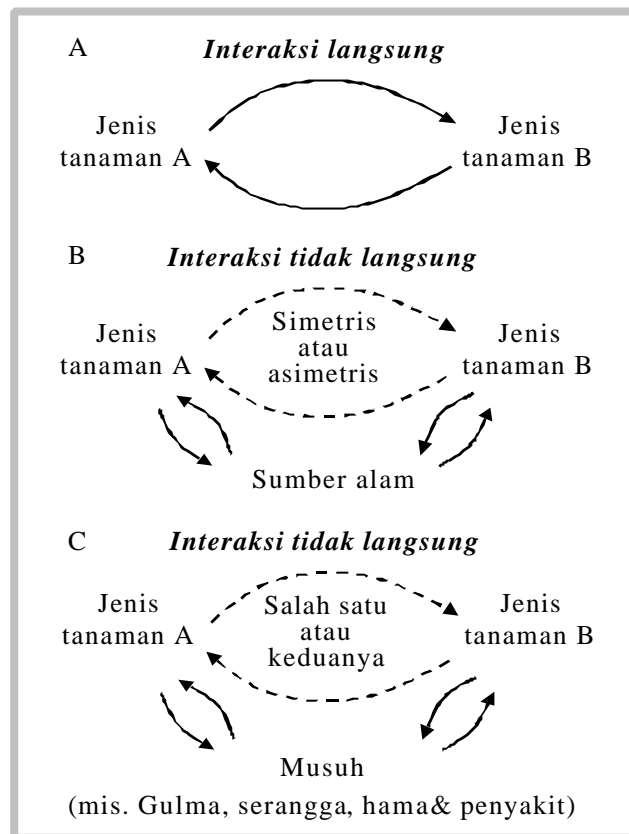 A Interaksi langsung
Jenis
tanaman A
Jenis
tanaman B
B Interaksi tidak langsung
Jenis
tanaman A
Simetris
atau
asimetris
Jenis
tanaman B
Sumber alam
C Interaksi tidak langsung
Jenis
tanaman A
Salah satu
atau
keduanya
Jenis
tanaman B
Musuh
(mis. Gulma, serangga, hama& penyakit)